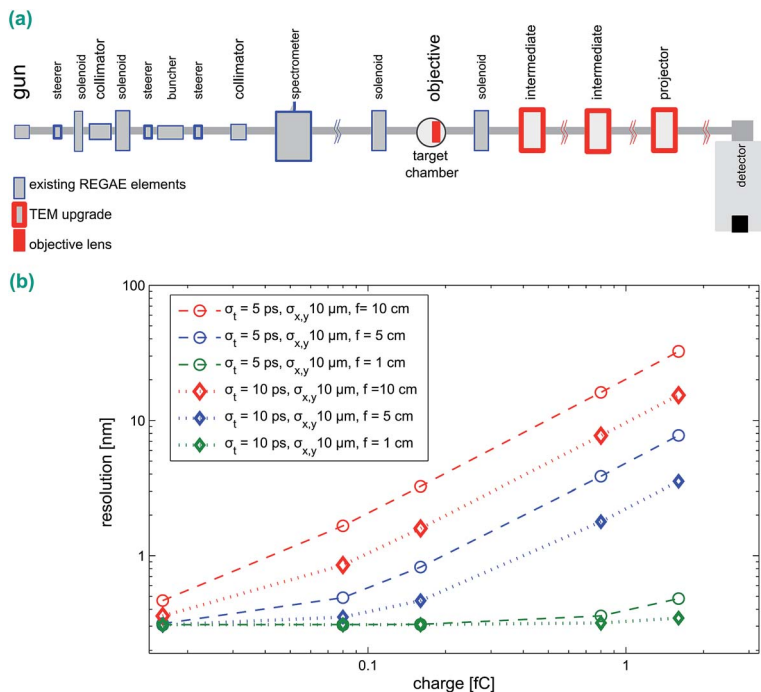 (a)
gun
steerer
solenoid
collimator
solenoid
steerer
buncher
steerer
collimator
spectrometer
solenoid
objective
solenoid
intermediate
intermediate
projector
target
chamber
detector
existing REGAE elements
TEM upgrade
objective lens
(b)
100
10
1
resolution [nm]
σt = 5 ps, σx,y10 µm, f= 10 cm
σt = 5 ps, σx,y10 µm, f = 5 cm
σt = 5 ps, σx,y10 µm, f = 1 cm
σt = 10 ps, σx,y10 µm, f =10 cm
σt = 10 ps, σx,y10 µm, f = 5 cm
σt = 10 ps, σx,y10 µm, f = 1 cm
0.1
1
charge [fC]